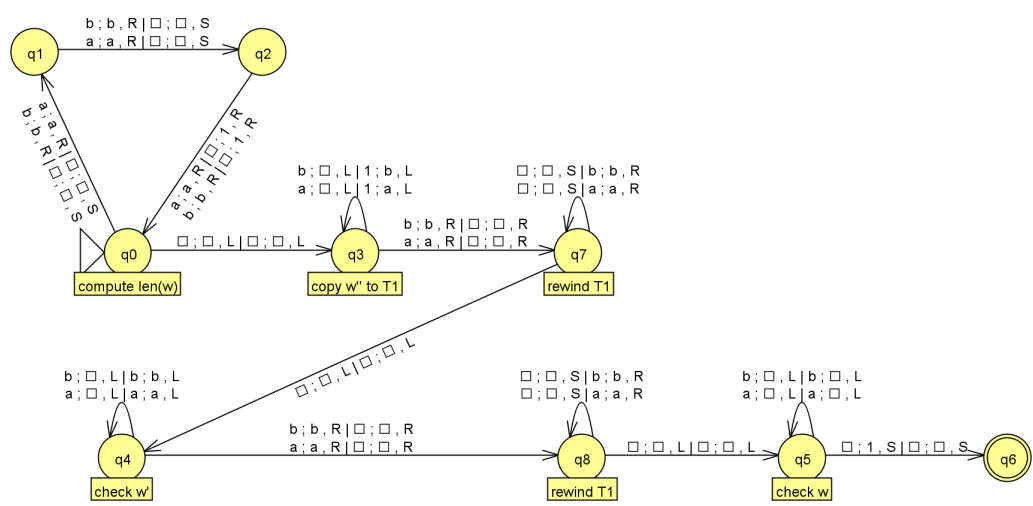 b ; b , R | □ ; □ , S
a ; a , R | □ ; □ , S
q1
q2
a ; a , R | □ ; □ , S
b ; b , R | □ ; □ , S
a ; a , R | □ ; 1 , R
b ; b , R | □ ; 1 , R
b ; □ , L | 1 ; b , L
a ; □ , L | 1 ; a , L
□ ; □ , S | b ; b , R
□ ; □ , S | a ; a , R
b ; b , R | □ ; □ , R
□ ; □ , L | □ ; □ , L
a ; a , R | □ ; □ , R
q0
q3
q7
compute len(w)
copy w'' to T1
rewind T1
□ ; □ , L | □ ; □ , L
b ; □ , L | b ; b , L
a ; □ , L | a ; a , L
□ ; □ , S | b ; b , R
□ ; □ , S | a ; a , R
b ; □ , L | b ; □ , L
a ; □ , L | a ; □ , L
b ; b , R | □ ; □ , R
a ; a , R | □ ; □ , R
□ ; □ , L | □ ; □ , L
□ ; 1 , S | □ ; □ , S
q4
q8
q5
q6
check w'
rewind T1
check w